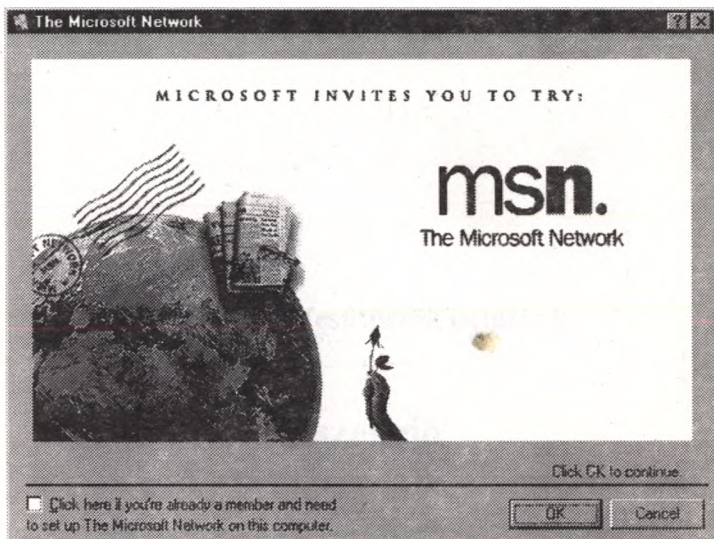 The Microsoft Network
MICROSOFT INVITES YOU TO TRY:
msn.
The Microsoft Network
Click OK to continue.
Click here if you're already a member and need
to set up The Microsoft Network on this computer.
OK
Cancel